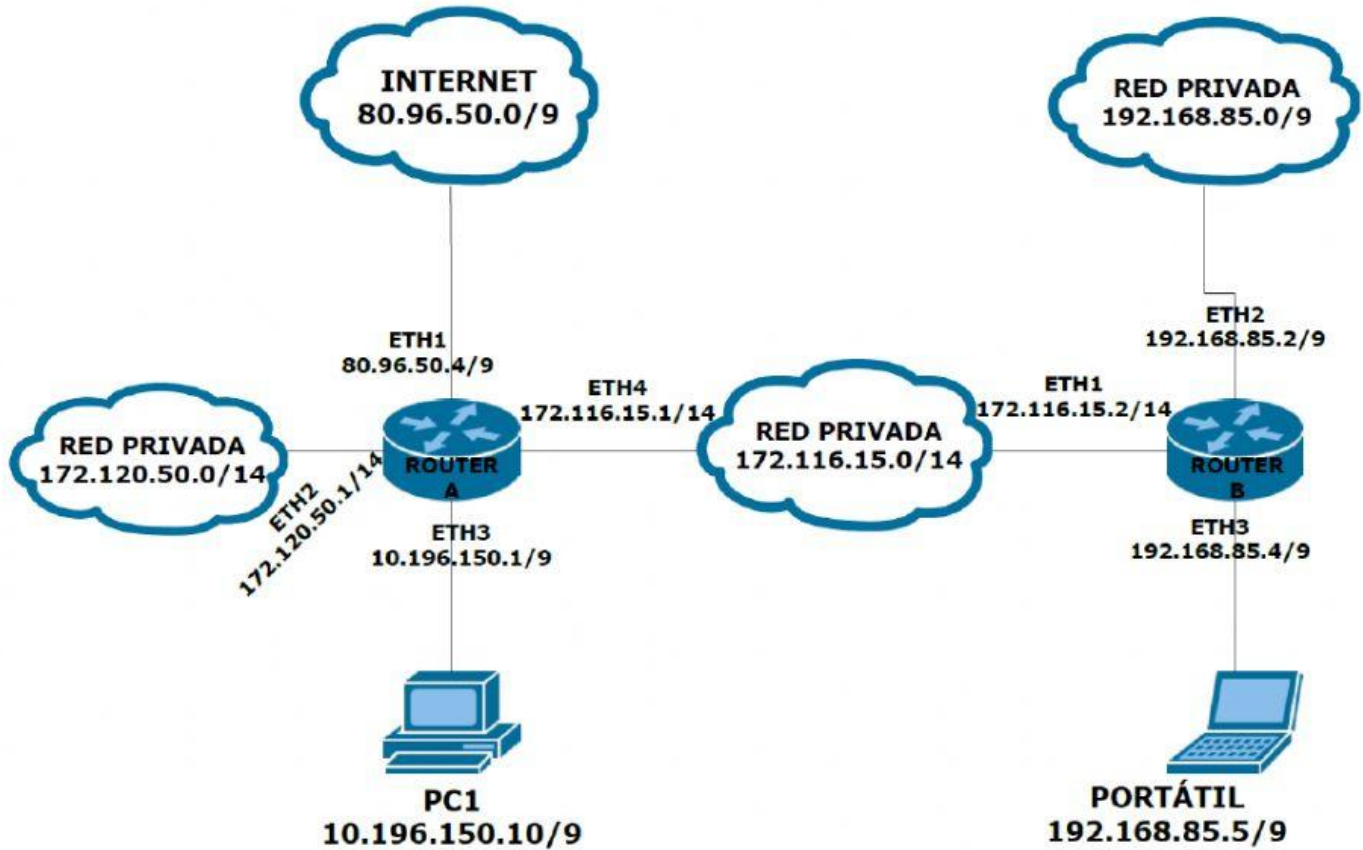 INTERNET
80.96.50.0/9
RED PRIVADA
192.168.85.0/9
ETH1
80.96.50.4/9
ETH2
192.168.85.2/9
RED PRIVADA
172.120.50.0/14
ETH2
172.120.50.1/14
ROUTER
A
ETH4
172.116.15.1/14
RED PRIVADA
172.116.15.0/14
ETH1
172.116.15.2/14
ROUTER
B
ETH3
10.196.150.1/9
ETH3
192.168.85.4/9
PC1
10.196.150.10/9
PORTÁTIL
192.168.85.5/9